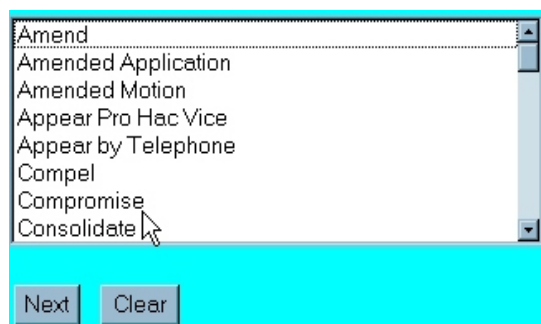 Amend
Amended Application
Amended Motion
Appear Pro Hac Vice
Appear by Telephone
Compel
Compromise
Consolidate
Next Clear